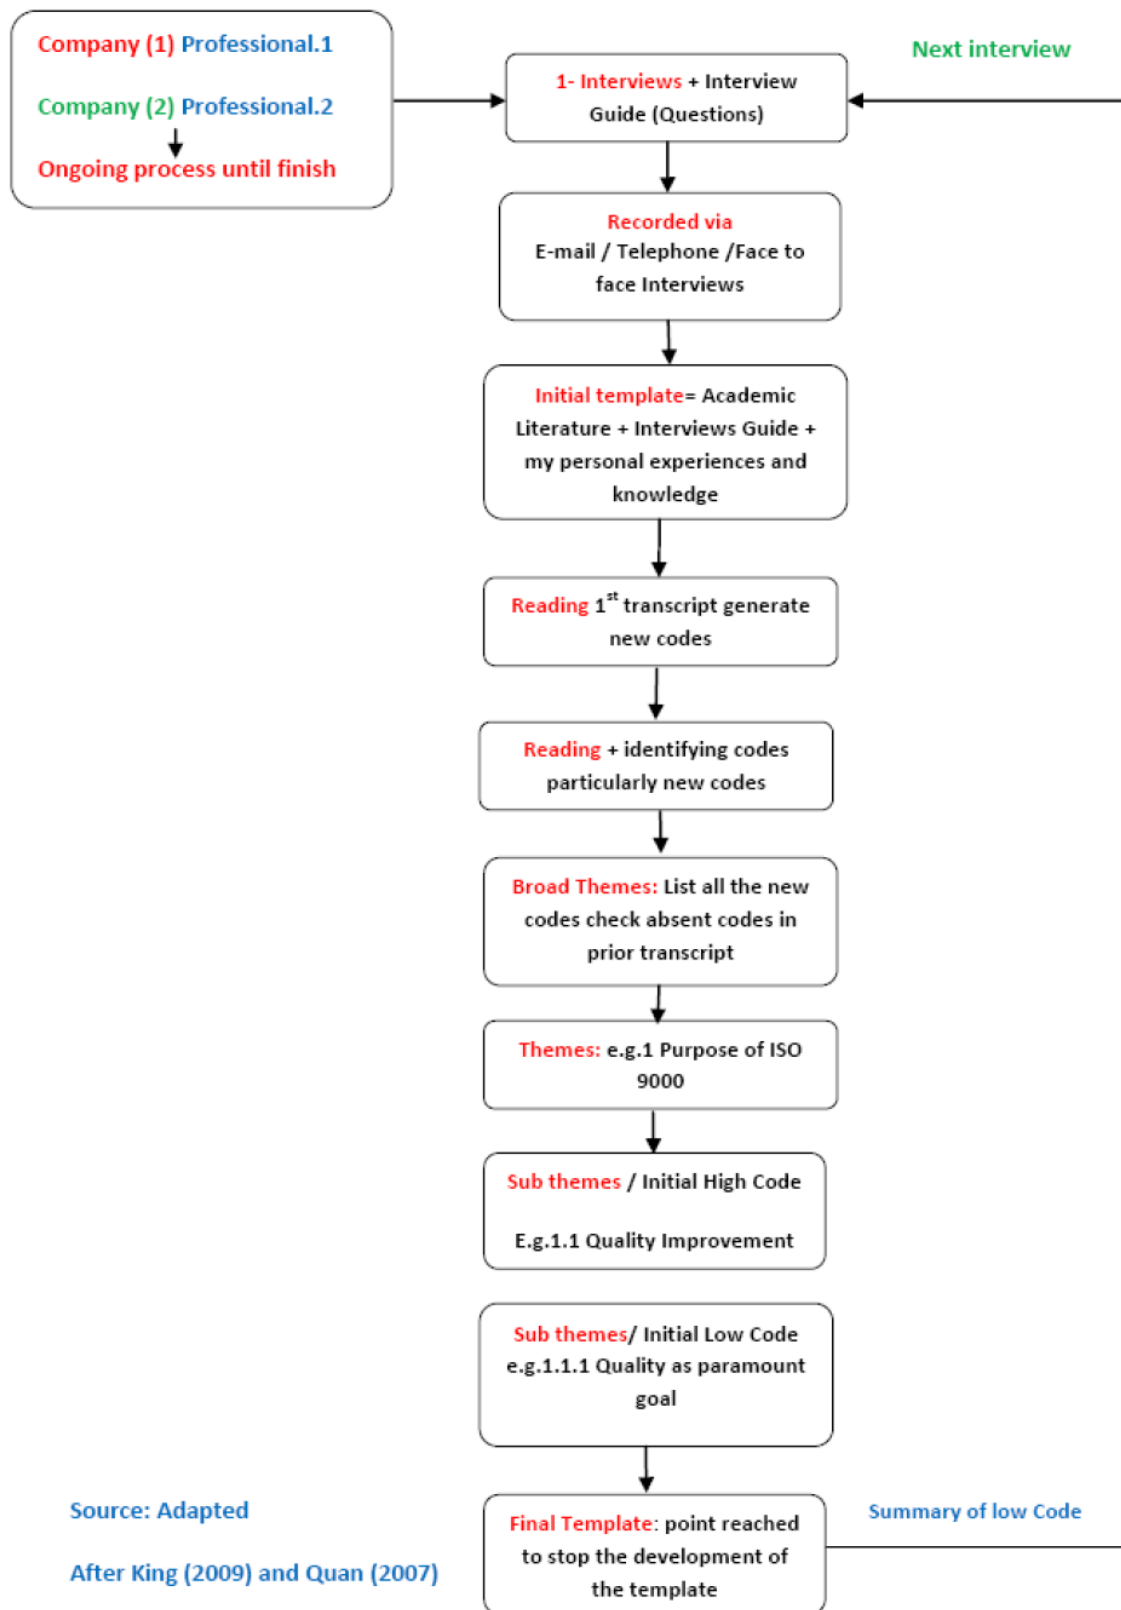 Company (1) Professional.1
Company (2) Professional.2
Ongoing process until finish
Next interview
1- Interviews + Interview
Guide (Questions)
Recorded via
E-mail / Telephone /Face to
face Interviews
Initial template= Academic
Literature + Interviews Guide +
my personal experiences and
knowledge
Reading 1st transcript generate
new codes
Reading + identifying codes
particularly new codes
Broad Themes: List all the new
codes check absent codes in
prior transcript
Themes: e.g.1 Purpose of ISO
9000
Sub themes / Initial High Code
E.g.1.1 Quality Improvement
Sub themes/ Initial Low Code
e.g.1.1.1 Quality as paramount
goal
Final Template: point reached
to stop the development of
the template
Summary of low Code
Source: Adapted
After King (2009) and Quan (2007)